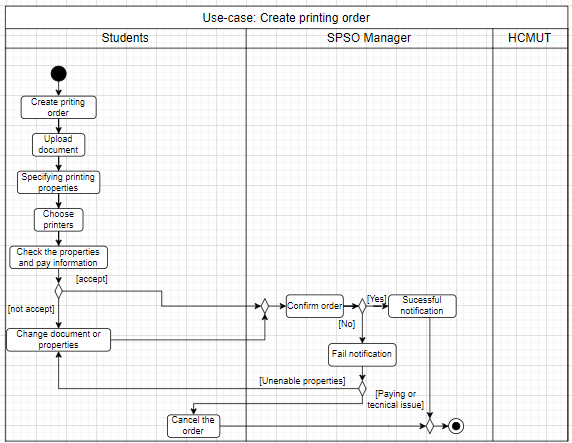 Use-case: Create printing order
Students
SPSO Manager
HCMUT
Create priting
order
Upload
document
Specifying printing
properties
Choose
printers
Check the properties
and pay information
[accept]
[not accept]
Change document or
properties
Confirm order
[Yes]
Sucessful
notification
[No]
Fail notification
[Unenable properties]
[Paying or
tecnical issue]
Cancel the
order